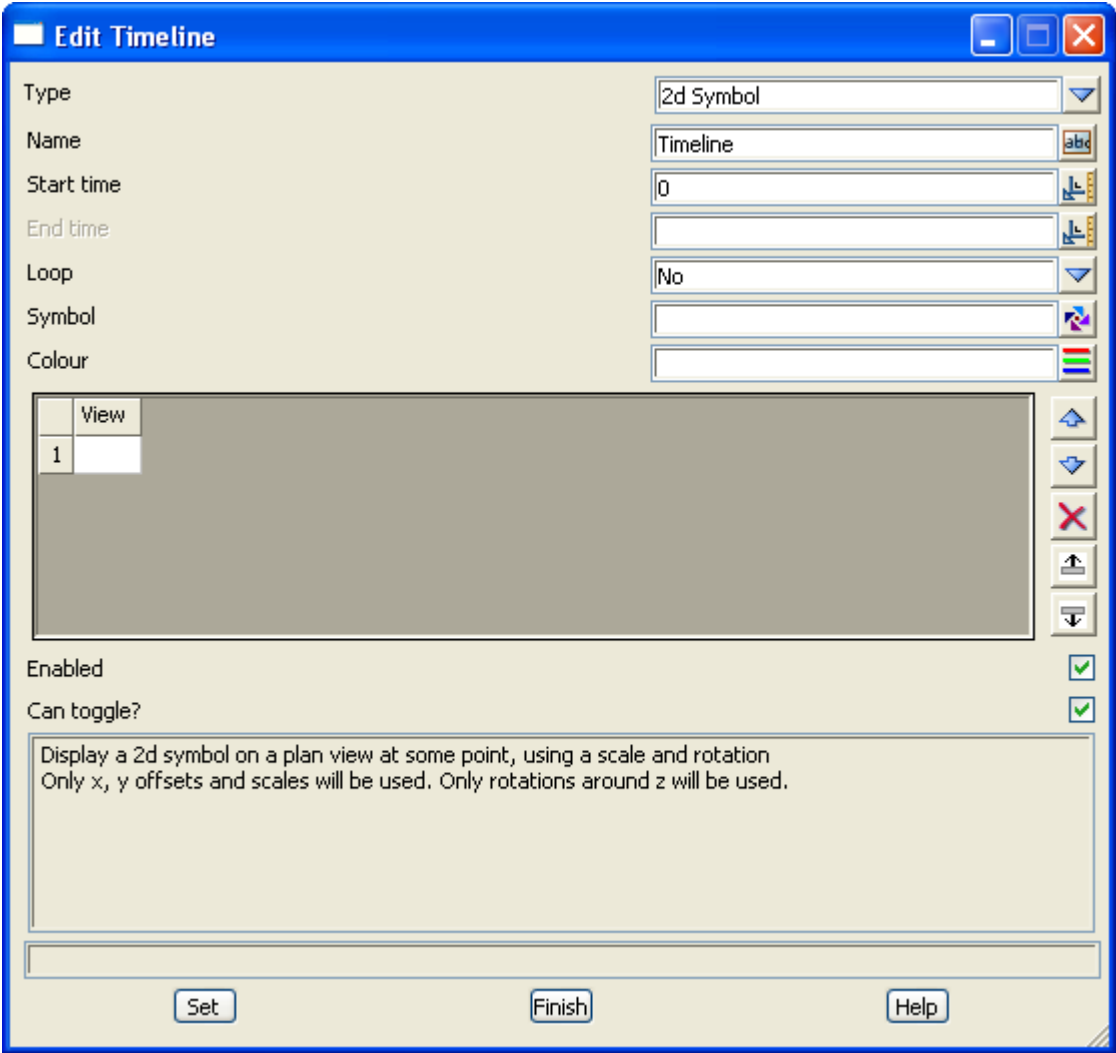 Edit Timeline
Type
2d Symbol
Name
Timeline
abc
Start time
0
End time
Loop
No
Symbol
Colour
View
1
Enabled
Can toggle?
Display a 2d symbol on a plan view at some point, using a scale and rotation
Only x, y offsets and scales will be used. Only rotations around z will be used.
Set
Finish
Help